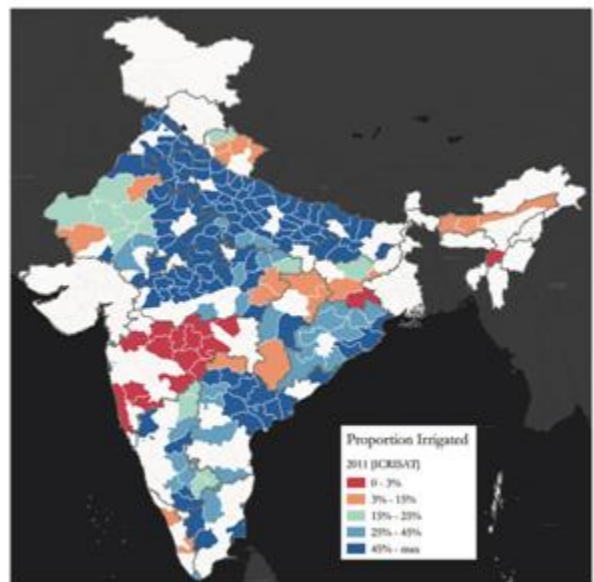 Proportion Irrigated
2011 (ICRISAT)
0 - 3%
3% - 15%
15% - 25%
25% - 45%
45% - max